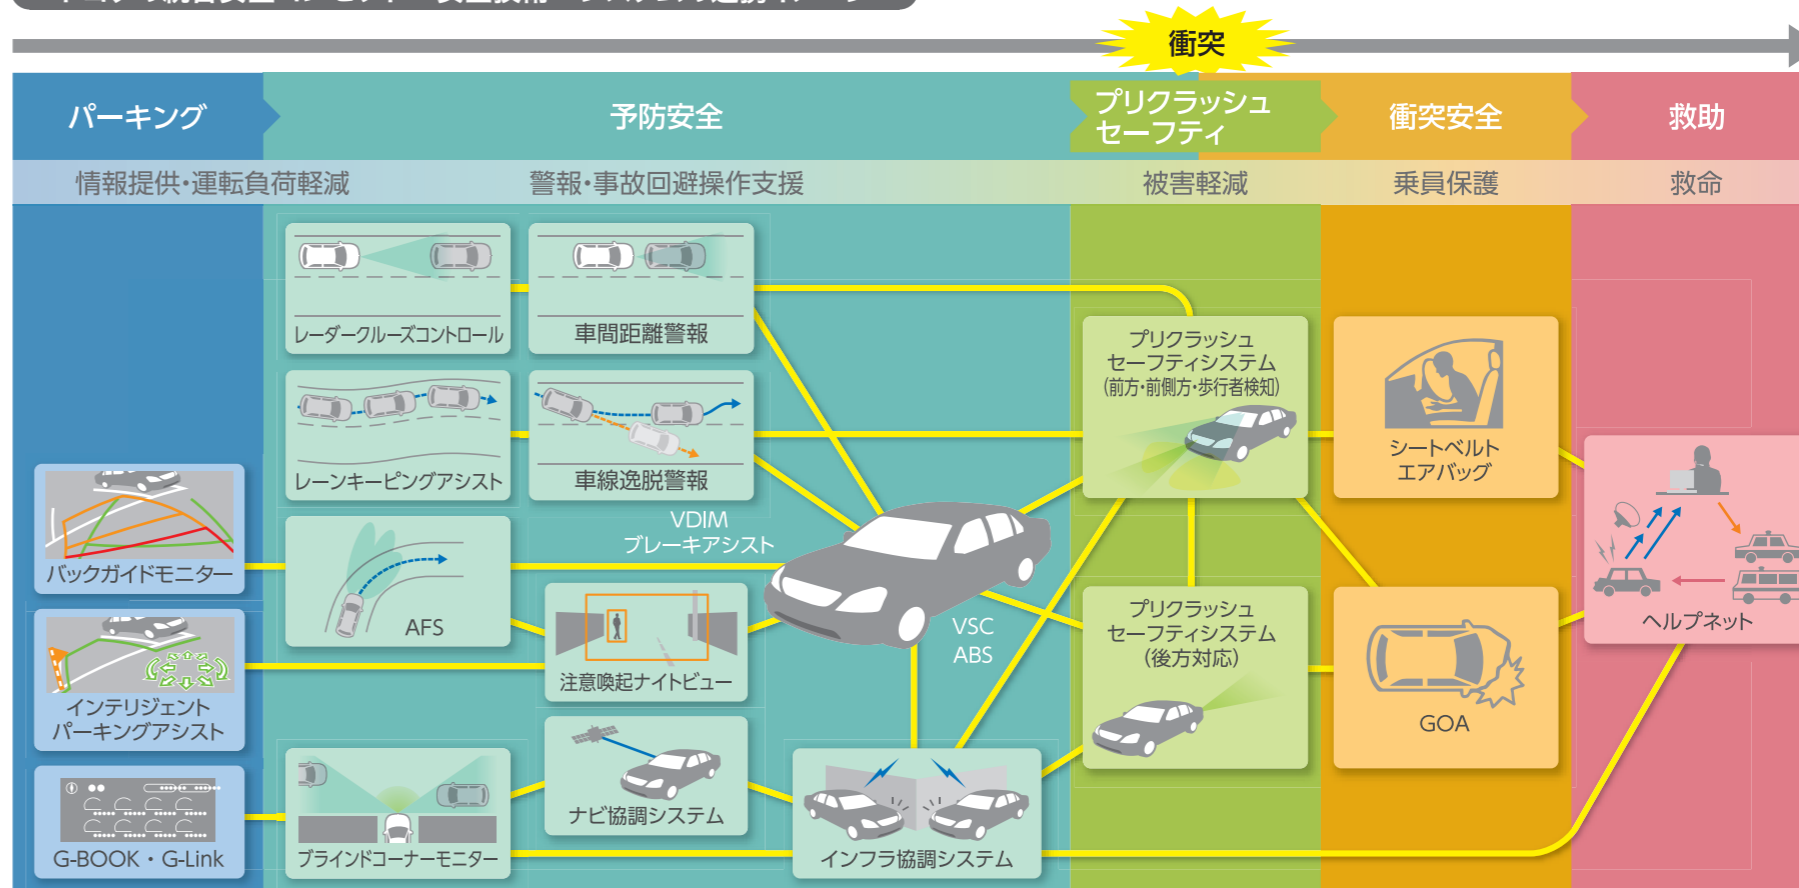 衝突
パーキング
予防安全
プリクラッシュ
セーフティ
衝突安全
救助
情報提供・運転負荷軽減
警報・事故回避操作支援
被害軽減
乗員保護
救命
レーダークルーズコントロール
車間距離警報
プリクラッシュ
セーフティシステム
(前方・前側方・歩行者検知)
シートベルト
エアバッグ
レーンキーピングアシスト
車線逸脱警報
VDIM
ブレーキアシスト
バックガイドモニター
AFS
VSC
ABS
プリクラッシュ
セーフティシステム
(後方対応)
ヘルプネット
注意喚起ナイトビュー
インテリジェント
パーキングアシスト
GOA
ナビ協調システム
G-BOOK・G-Link
ブラインドコーナーモニター
インフラ協調システム